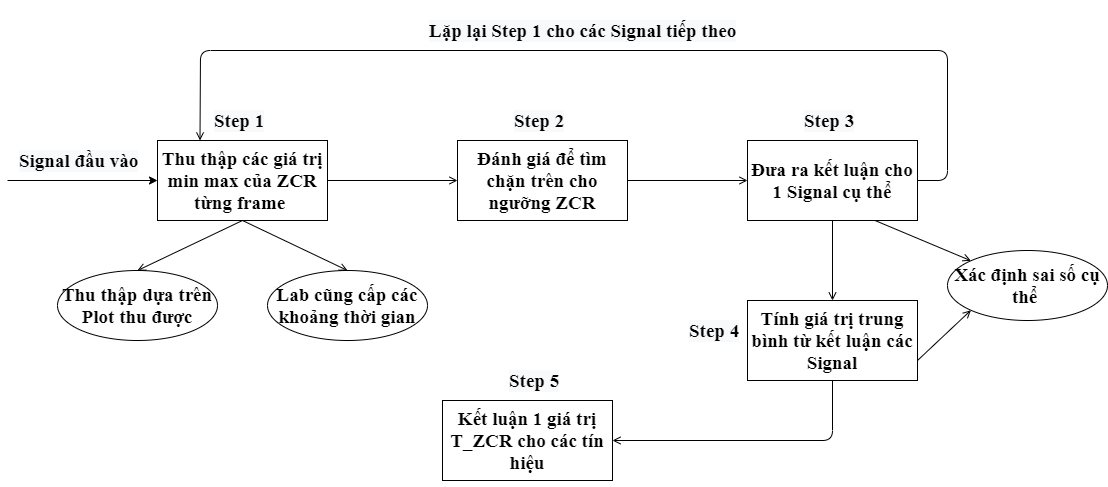 Lặp lại Step 1 cho các Signal tiếp theo
Step 1
Step 2
Step 3
Signal đầu vào
Thu thập các giá trị
min max của ZCR
từng frame
Đánh giá để tìm
chặn trên cho
ngưỡng ZCR
Đưa ra kết luận cho
1 Signal cụ thể
Thu thập dựa trên
Plot thu được
Lab cũng cấp các
khoảng thời gian
Xác định sai số cụ
thể
Step 4
Tính giá trị trung
bình từ kết luận các
Signal
Step 5
Kết luận 1 giá trị
T_ZCR cho các tín
hiệu